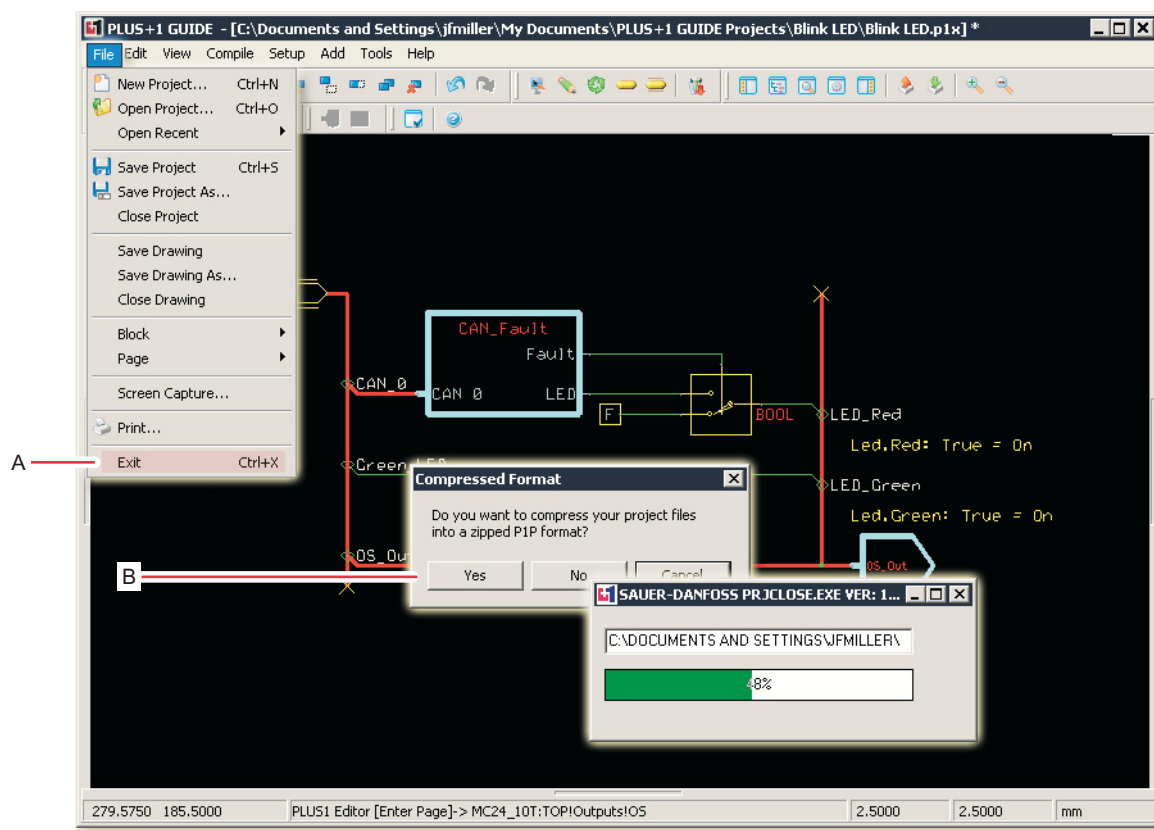 PLUS+1 GUIDE - [C:\Documents and Settings\jfmiller\My Documents\PLUS+1 GUIDE Projects\Blink LED\Blink LED.p1x] *
File Edit View Compile Setup Add Tools Help
New Project... Ctrl+N
Open Project... Ctrl+O
Open Recent
Save Project Ctrl+S
Save Project As...
Close Project
Save Drawing
Save Drawing As...
Close Drawing
Block
Page
Screen Capture...
Print...
A
Exit Ctrl+X
CAN_Fault
Fault
CAN_0
CAN 0 LED
F
BOOL
LED_Red
Led.Red: True = On
Green_LED
LED_Green
Led.Green: True = On
Compressed Format
Do you want to compress your project files
into a zipped P1P format?
OS_Ou
OS_Out
B
Yes No Cancel
SAUER-DANFOSS PRJCLOSE.EXE VER: 1...
C:\DOCUMENTS AND SETTINGS\JFMILLER\
48%
279.5750 185.5000 PLUS1 Editor [Enter Page]-> MC24_10T:TOP!Outputs!OS 2.5000 2.5000 mm